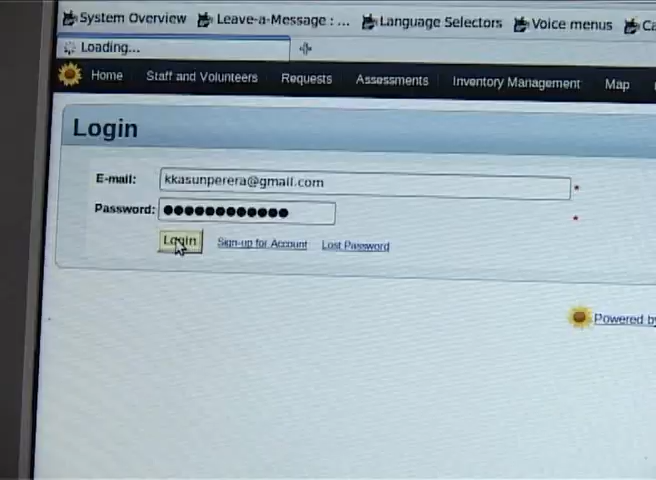 System Overview Leave-a-Message : ... Language Selectors Voice menus
Loading...
Home Staff and Volunteers Requests Assessments Inventory Management Map
Login
E-mail: kkasunperera@gmail.com *
Password: ●●●●●●●●●●●● *
Login Sign-up for Account Lost Password
Powered by